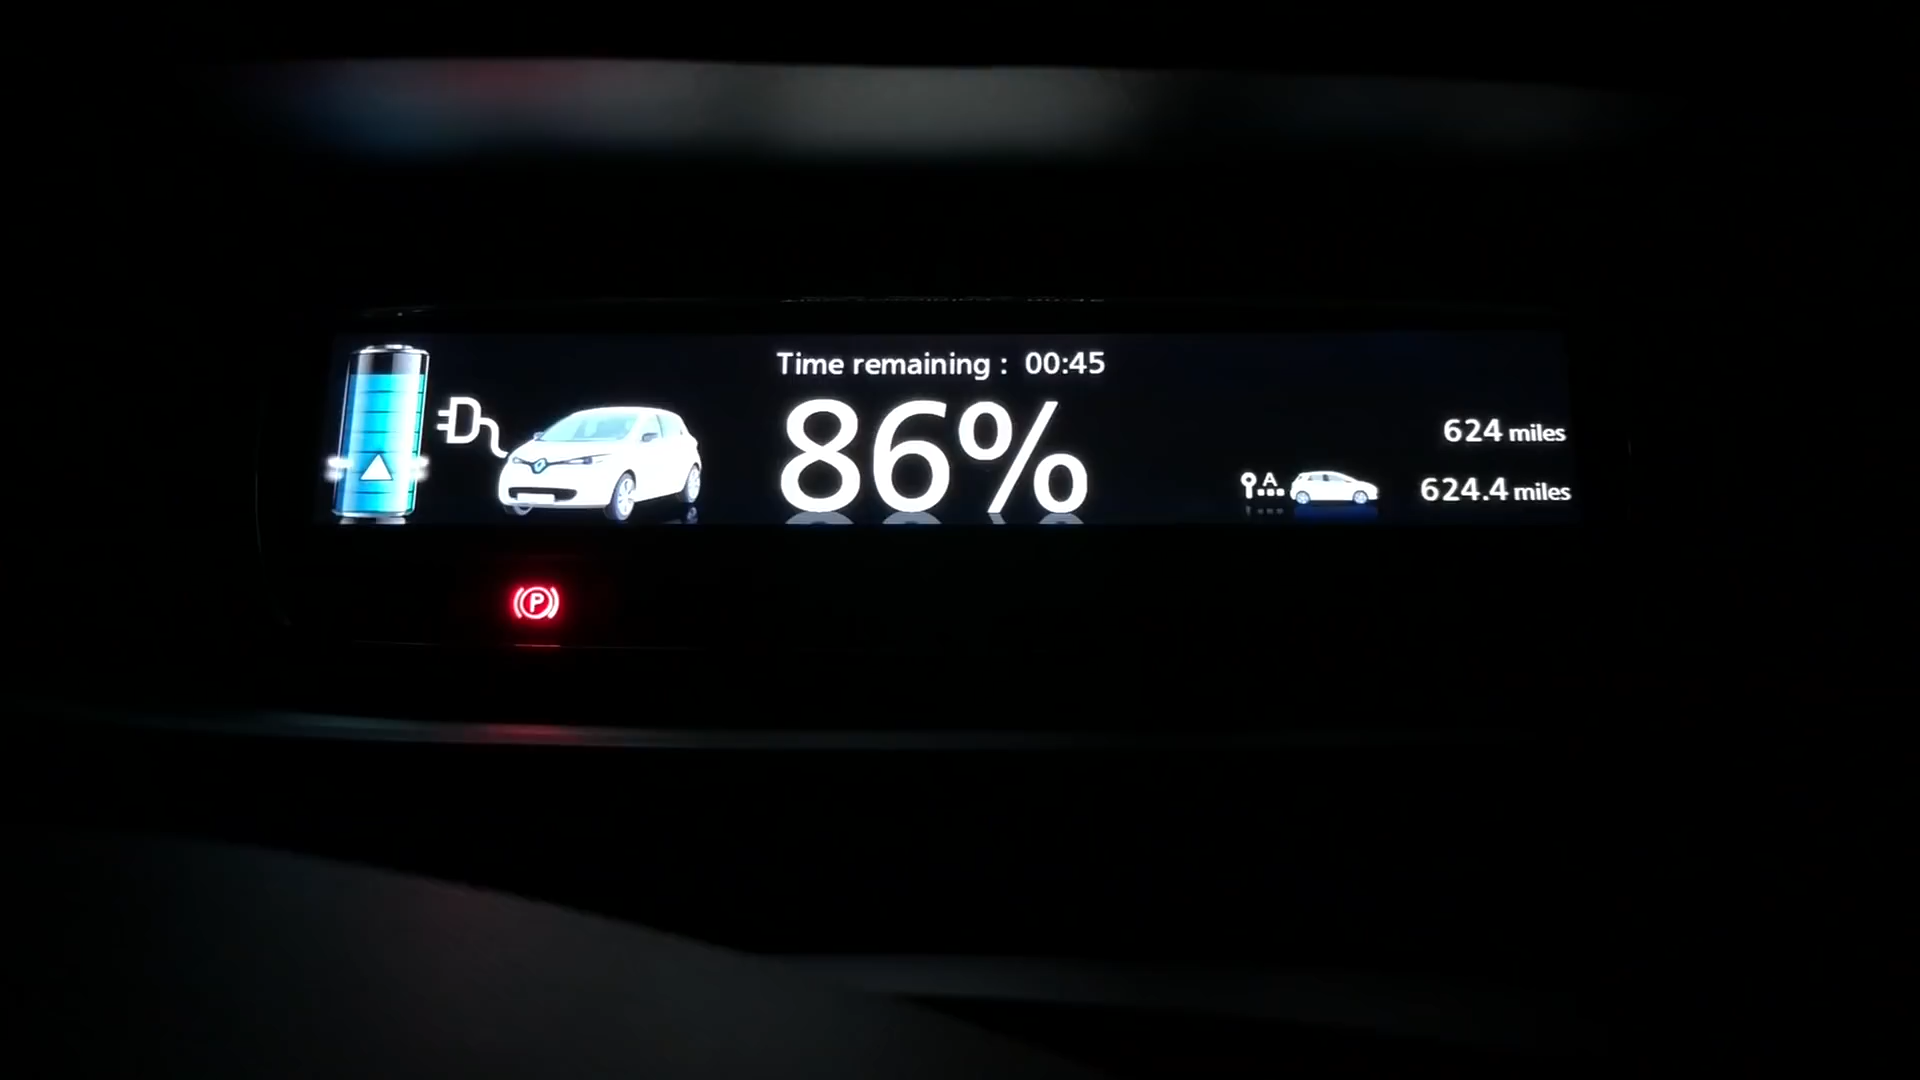 Time remaining : 00:45
86%
624 miles
A
624.4 miles
P